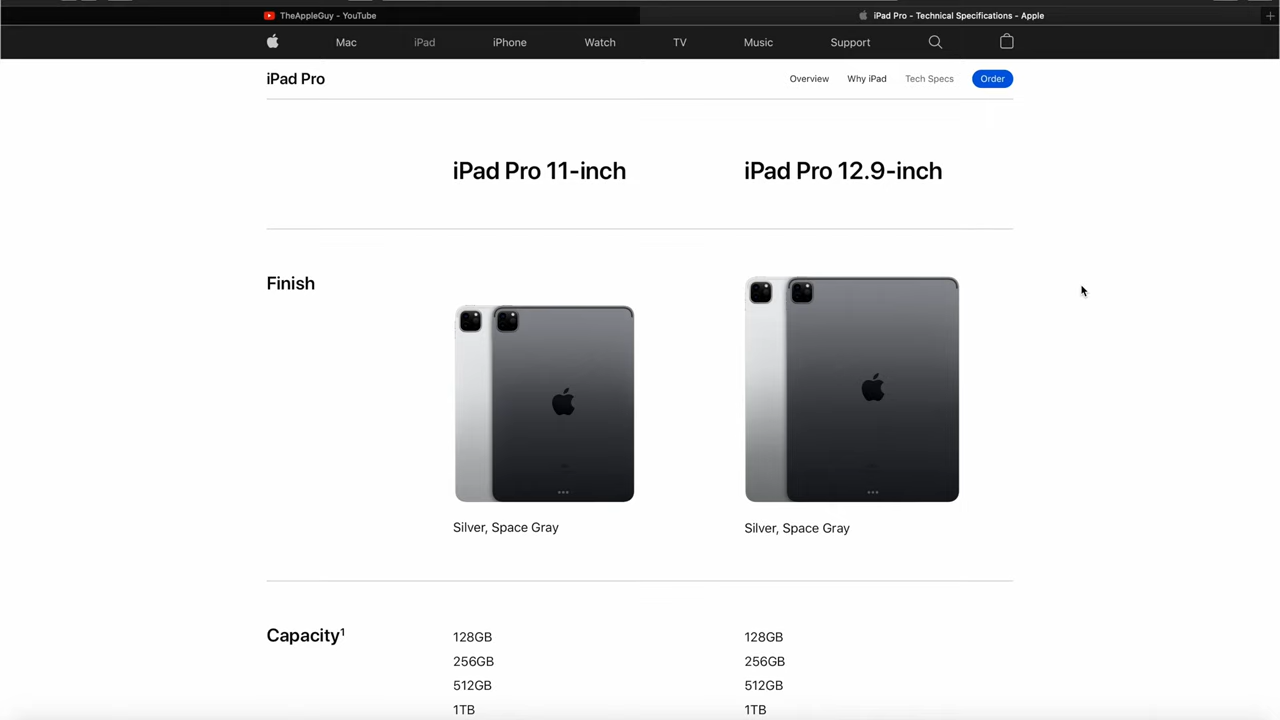 TheAppleGuy - YouTube
iPad Pro - Technical Specifications - Apple
Mac iPad iPhone Watch TV Music Support
iPad Pro
Overview Why iPad Tech Specs Order
iPad Pro 11-inch iPad Pro 12.9-inch
Finish
Silver, Space Gray Silver, Space Gray
Capacity1 128GB 128GB
256GB 256GB
512GB 512GB
1TB 1TB